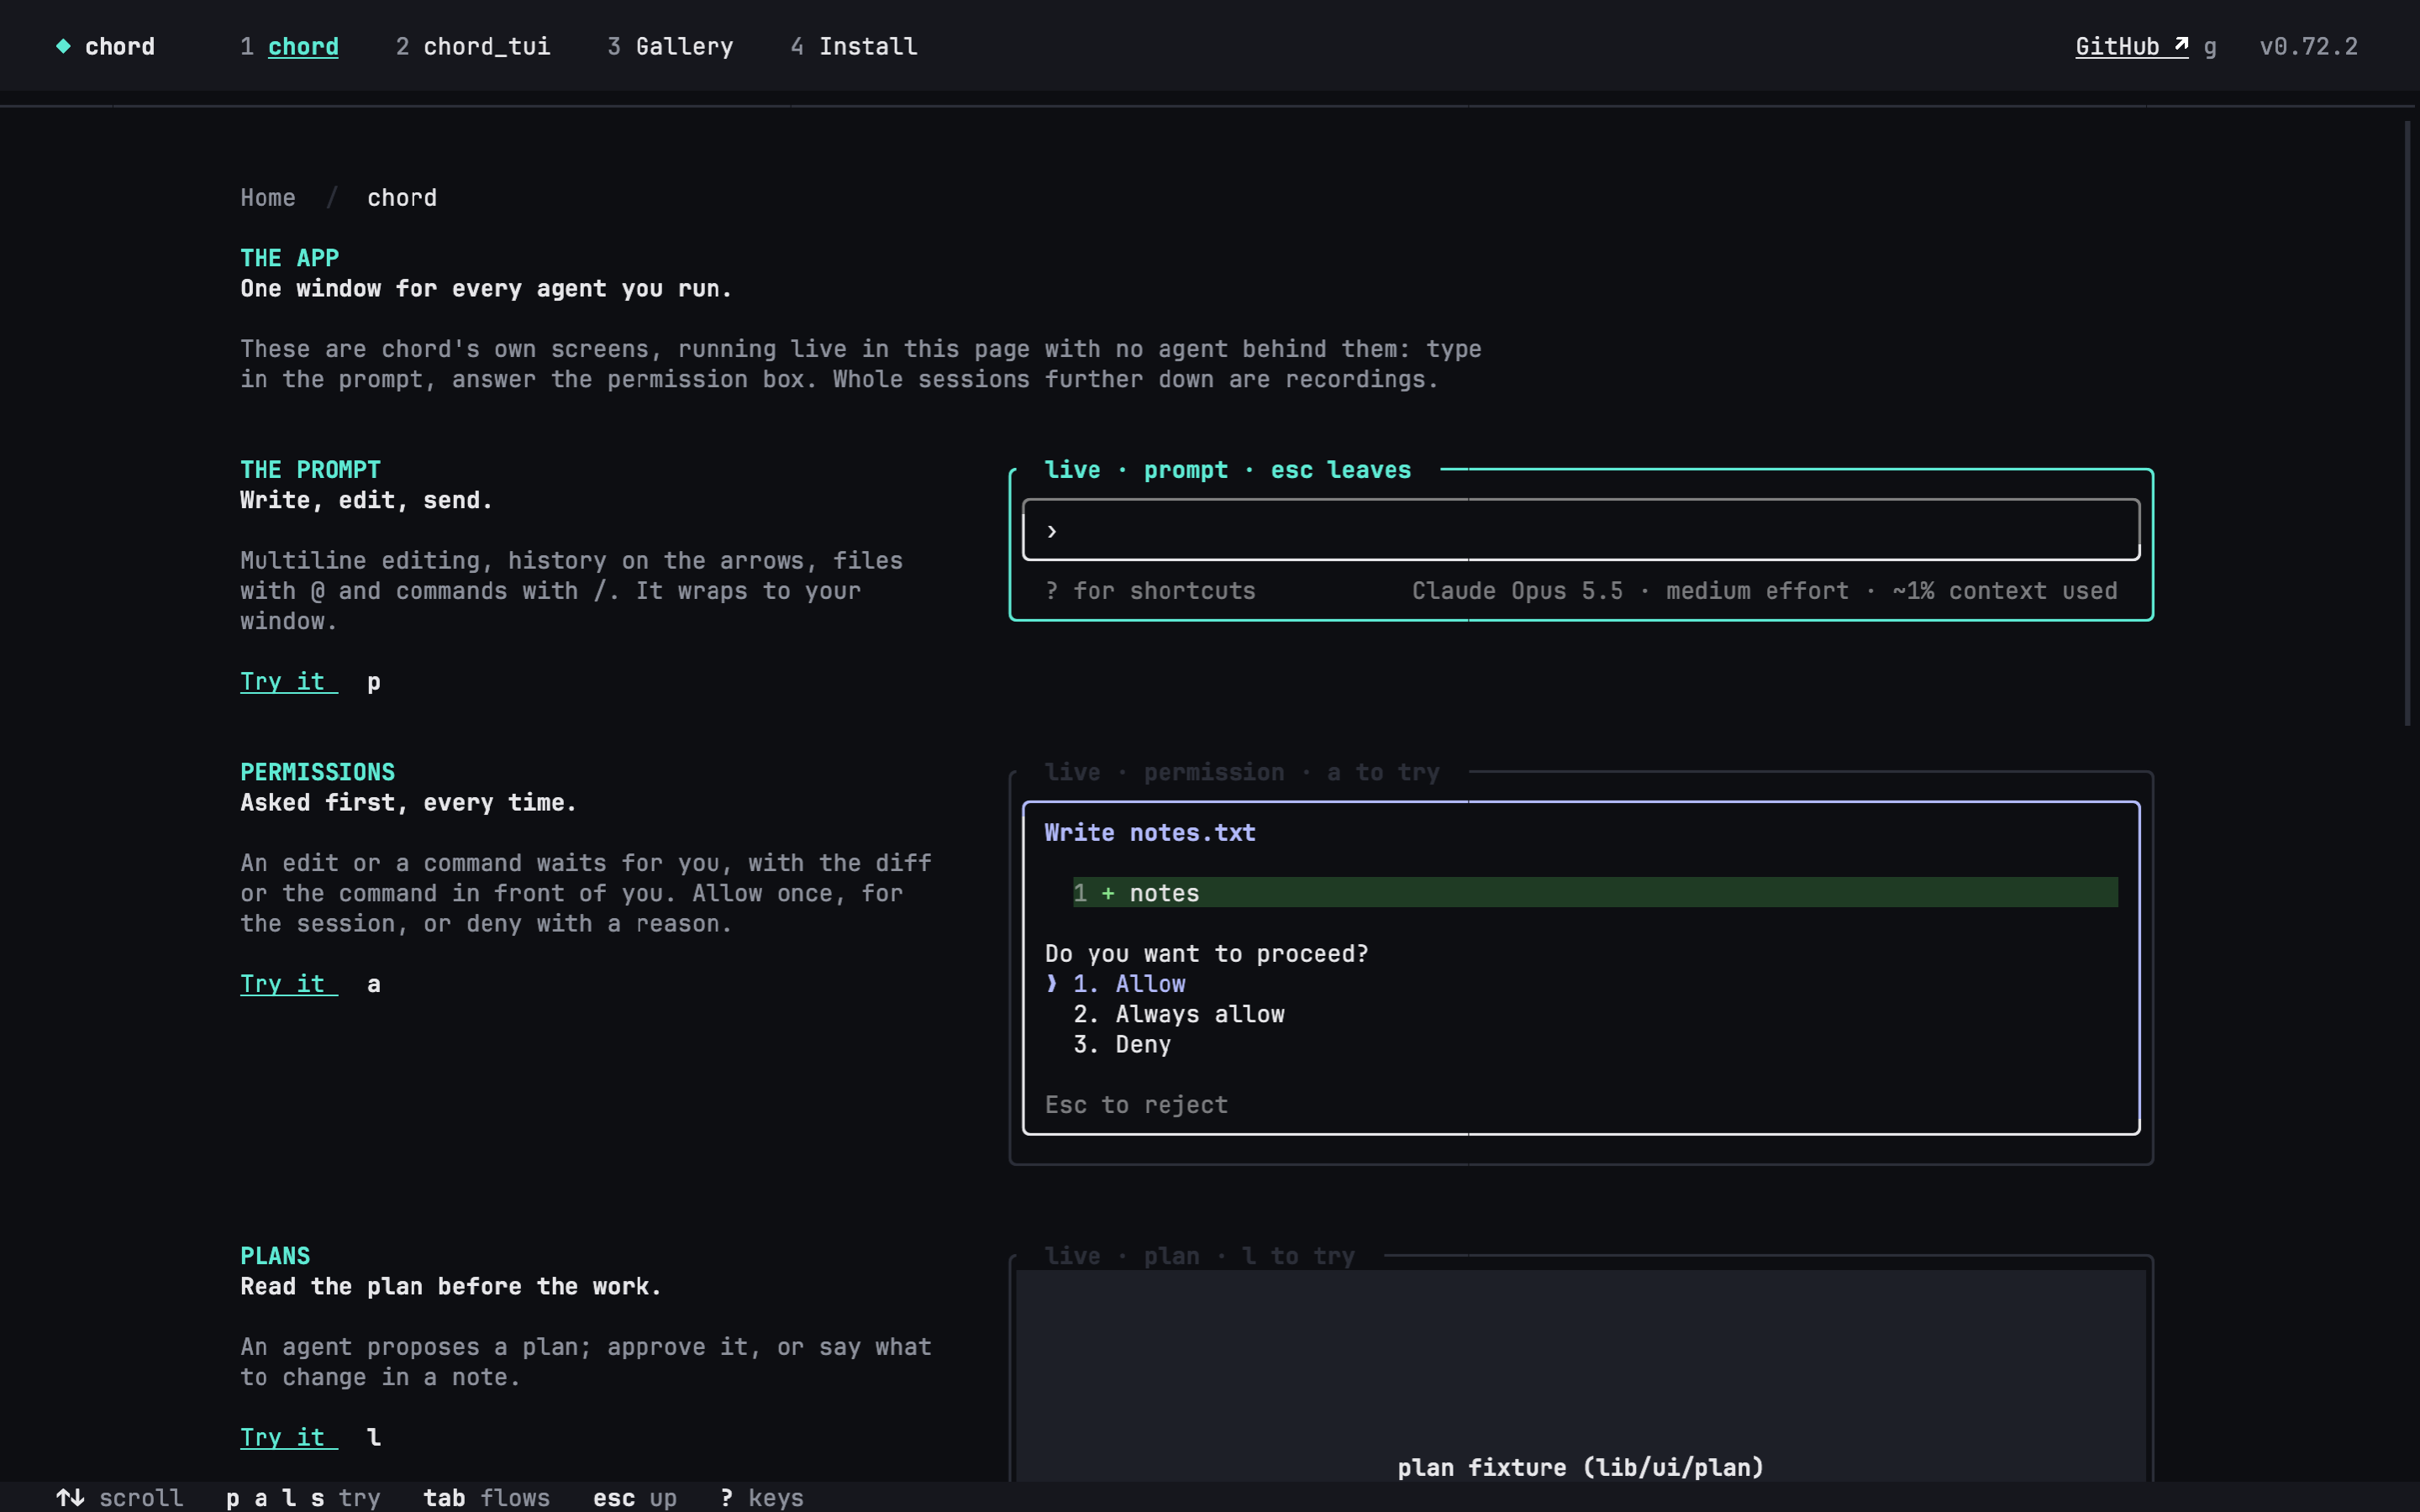 ◆ chord 1 chord 2 chord_tui 3 Gallery 4 Install GitHub ↗ g v0.72.2
Home / chord
THE APP
One window for every agent you run.
These are chord's own screens, running live in this page with no agent behind them: type
in the prompt, answer the permission box. Whole sessions further down are recordings.
THE PROMPT
Write, edit, send.
Multiline editing, history on the arrows, files
with @ and commands with /. It wraps to your
window.
Try it p
live · prompt · esc leaves
›
? for shortcuts Claude Opus 5.5 · medium effort · ~1% context used
PERMISSIONS
Asked first, every time.
An edit or a command waits for you, with the diff
or the command in front of you. Allow once, for
the session, or deny with a reason.
Try it a
live · permission · a to try
Write notes.txt
1 + notes
Do you want to proceed?
❯ 1. Allow
2. Always allow
3. Deny
Esc to reject
PLANS
Read the plan before the work.
An agent proposes a plan; approve it, or say what
to change in a note.
Try it l
live · plan · l to try
plan fixture (lib/ui/plan)
↑↓ scroll p a l s try tab flows esc up ? keys